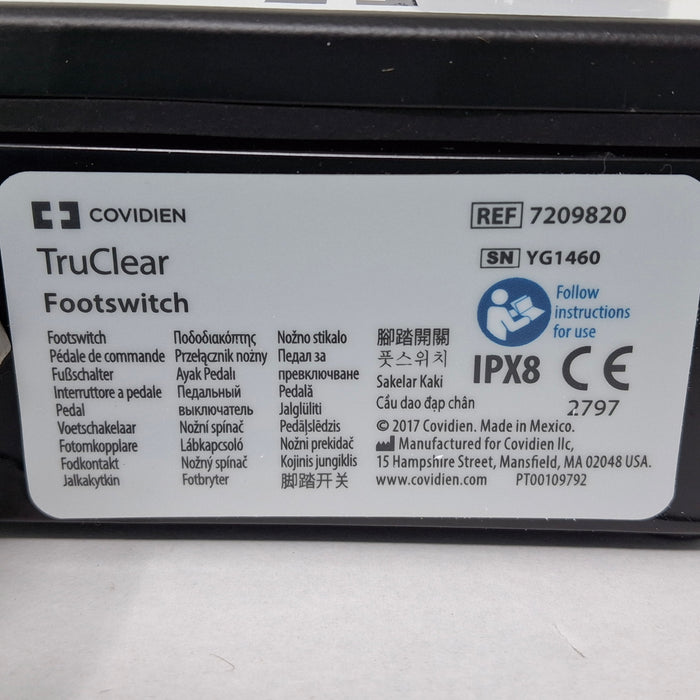 COVIDIEN
TruClear
Footswitch
REF 7209820
SN YG1460
Follow
instructions
for use
Footswitch
Pédale de commande
Fußschalter
Interruttore a pedale
Pedal
Voetschakelaar
Fotomkopplare
Fodkontakt
Jalkakytkin
Ποδοδιακόπτης
Przełącznik nożny
Ayak Pedalı
Педальный
выключатель
Nožní spínač
Lábkapcsoló
Nožný spínač
Fotbryter
Nožno stikalo
Педал за
превключване
Pedală
Jalglüliti
Pedāļslēdzis
Nožni prekidač
Kojinis jungiklis
脚踏开关
腳踏開關
풋스위치
Sakelar Kaki
Cầu dao đạp chân
IPX8 CE
2797
© 2017 Covidien. Made in Mexico.
Manufactured for Covidien llc,
15 Hampshire Street, Mansfield, MA 02048 USA.
www.covidien.com PT00109792